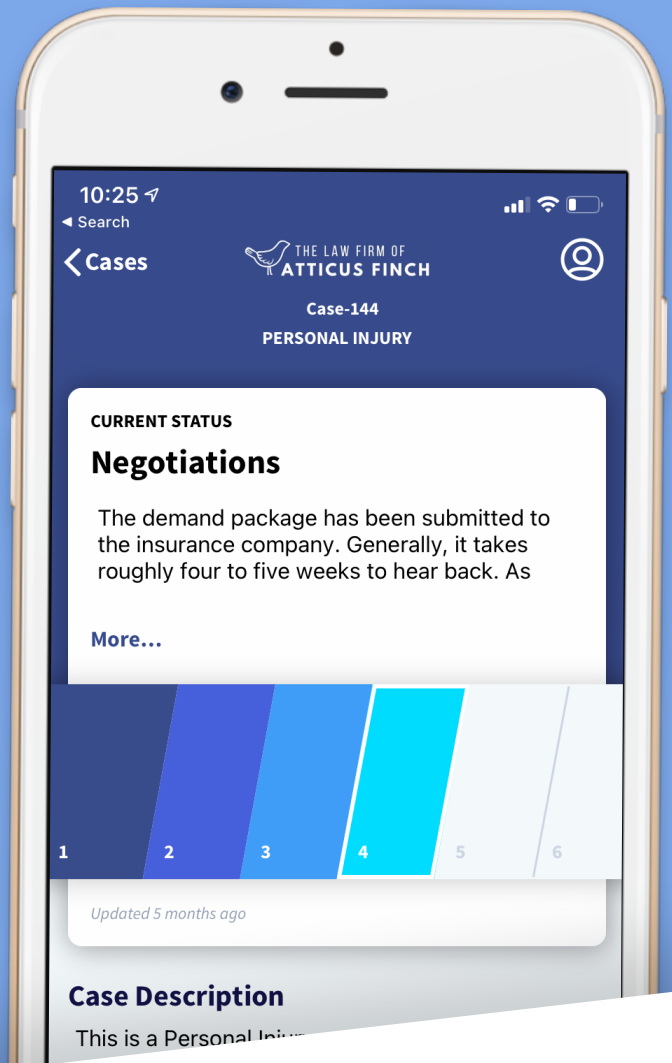 10:25
◀ Search
Cases
THE LAW FIRM OF
ATTICUS FINCH
Case-144
PERSONAL INJURY
CURRENT STATUS
Negotiations
The demand package has been submitted to
the insurance company. Generally, it takes
roughly four to five weeks to hear back. As
More...
1 2 3 4 5 6
Updated 5 months ago
Case Description
This is a Personal